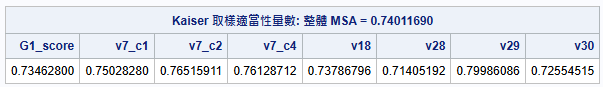 Kaiser 取樣適當性量數: 整體 MSA = 0.74011690
G1_score v7_c1 v7_c2 v7_c4 v18 v28 v29 v30
0.73462800 0.75028280 0.76515911 0.76128712 0.73786796 0.71405192 0.79986086 0.72554515